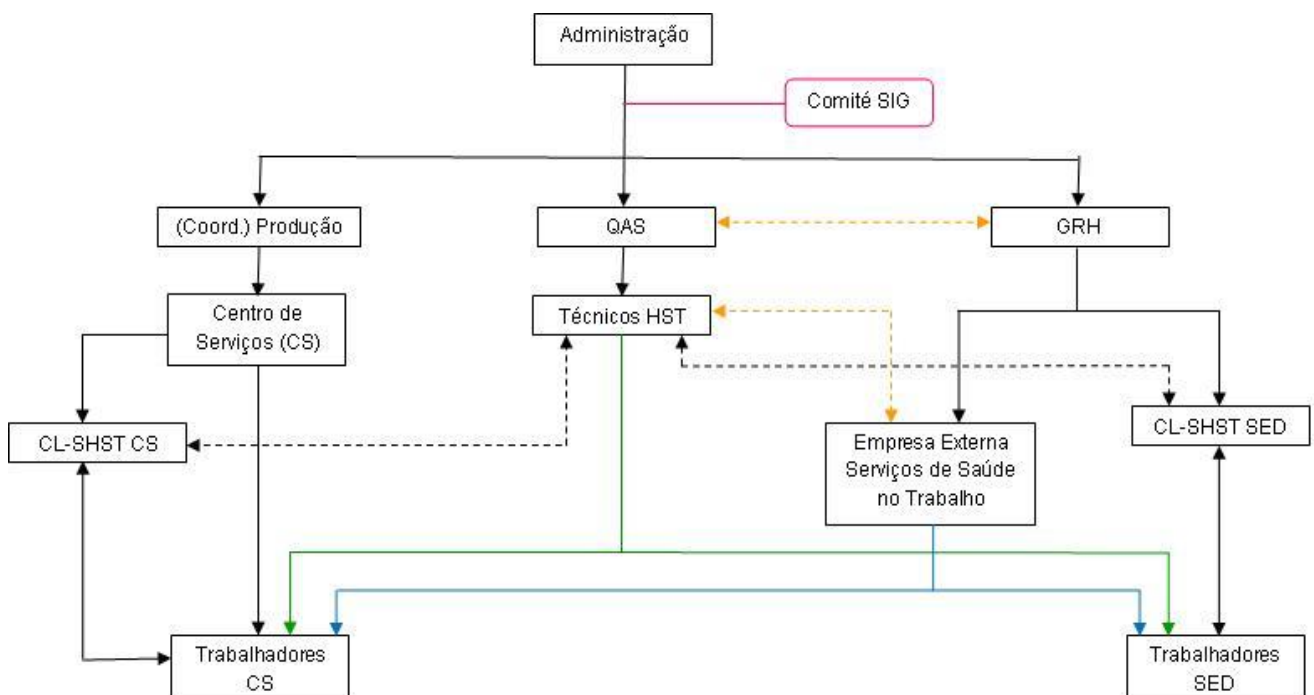 Administração
Comité SIG
(Coord.) Produção
QAS
GRH
Centro de
Serviços (CS)
Técnicos HST
CL-SHST CS
Empresa Externa
Serviços de Saúde
no Trabalho
CL-SHST SED
Trabalhadores
CS
Trabalhadores
SED